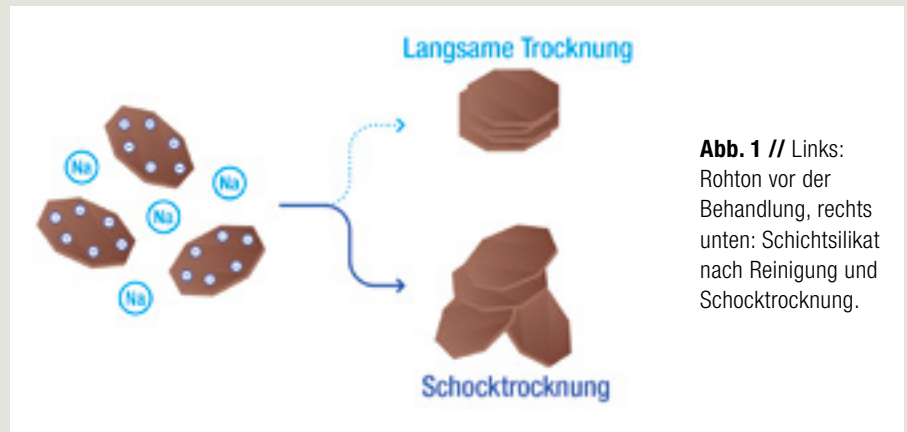 Langsame Trocknung
Na
Na
Na
Na
Schocktrocknung
Abb. 1 // Links:
Rohton vor der
Behandlung, rechts
unten: Schichtsilikat
nach Reinigung und
Schocktrocknung.